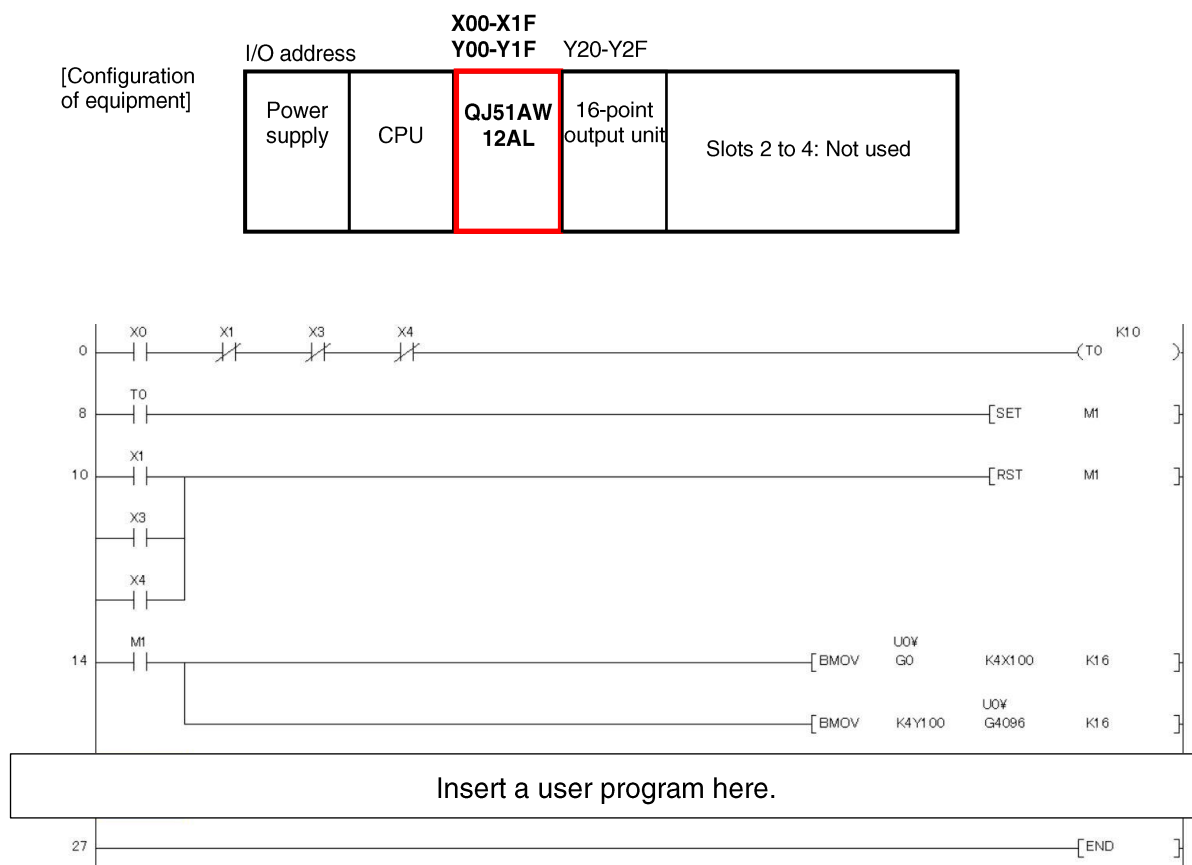 X00-X1F
I/O address Y00-Y1F Y20-Y2F
[Configuration
of equipment]
Power
supply
CPU
QJ51AW
12AL
16-point
output unit
Slots 2 to 4: Not used
X0 X1 X3 X4 K10
0 (T0 )
T0
8 [SET M1 ]
X1
10 [RST M1 ]
X3
X4
M1 U0¥
14 [BMOV G0 K4X100 K16 ]
U0¥
[BMOV K4Y100 G4096 K16 ]
Insert a user program here.
27 [END ]